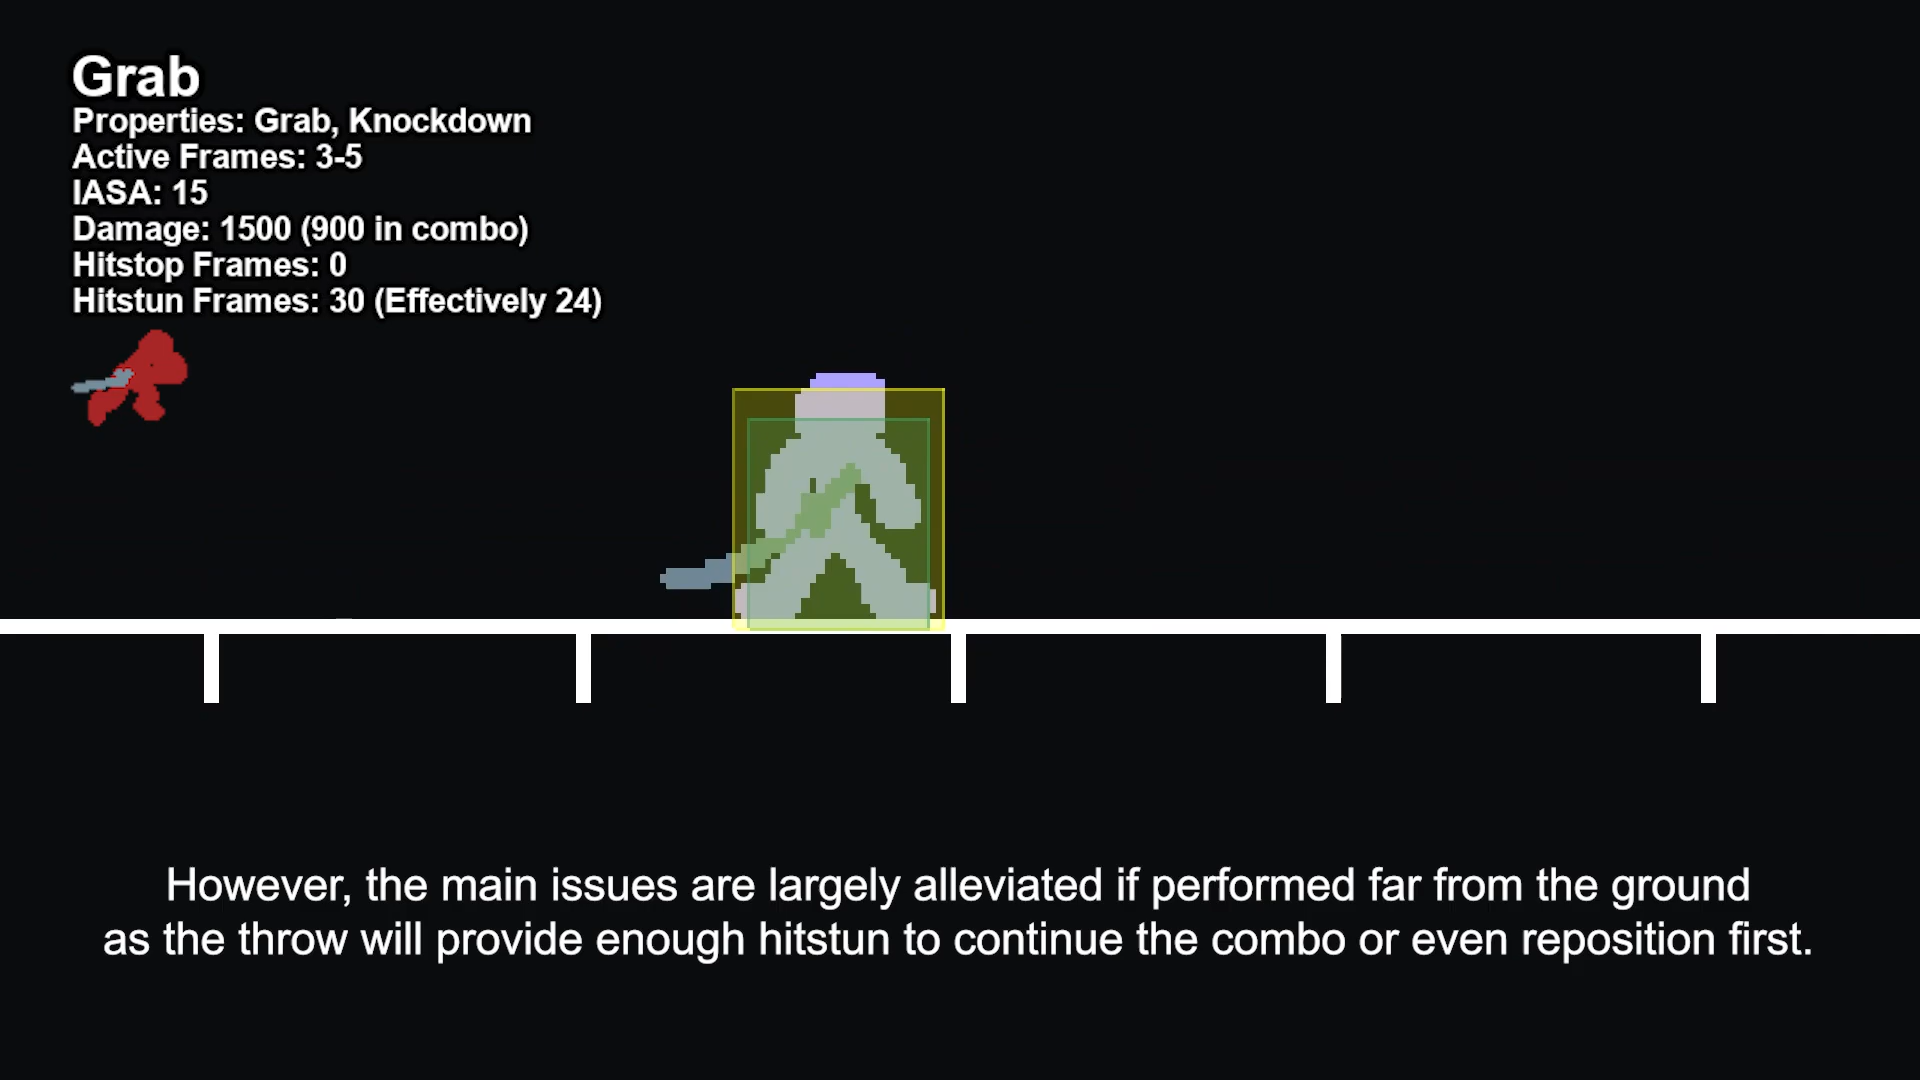 Grab
Properties: Grab, Knockdown
Active Frames: 3-5
IASA: 15
Damage: 1500 (900 in combo)
Hitstop Frames: 0
Hitstun Frames: 30 (Effectively 24)
However, the main issues are largely alleviated if performed far from the ground
as the throw will provide enough hitstun to continue the combo or even reposition first.